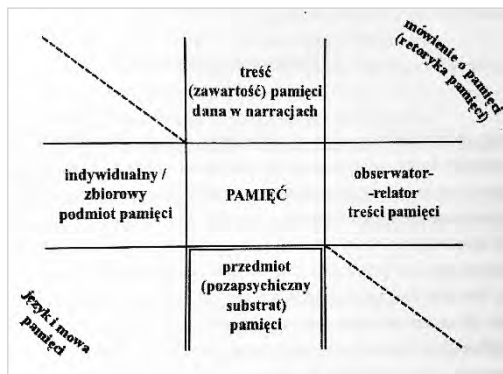 mówienie o pamięci
(retoryka pamięci)
treść
(zawartość) pamięci
dana w narracjach
indywidualny /
zbiorowy
podmiot pamięci
PAMIĘĆ
obserwator-
-relator
treści pamięci
przedmiot
(pozapsychiczny
substrat)
pamięci
język i mowa
pamięci